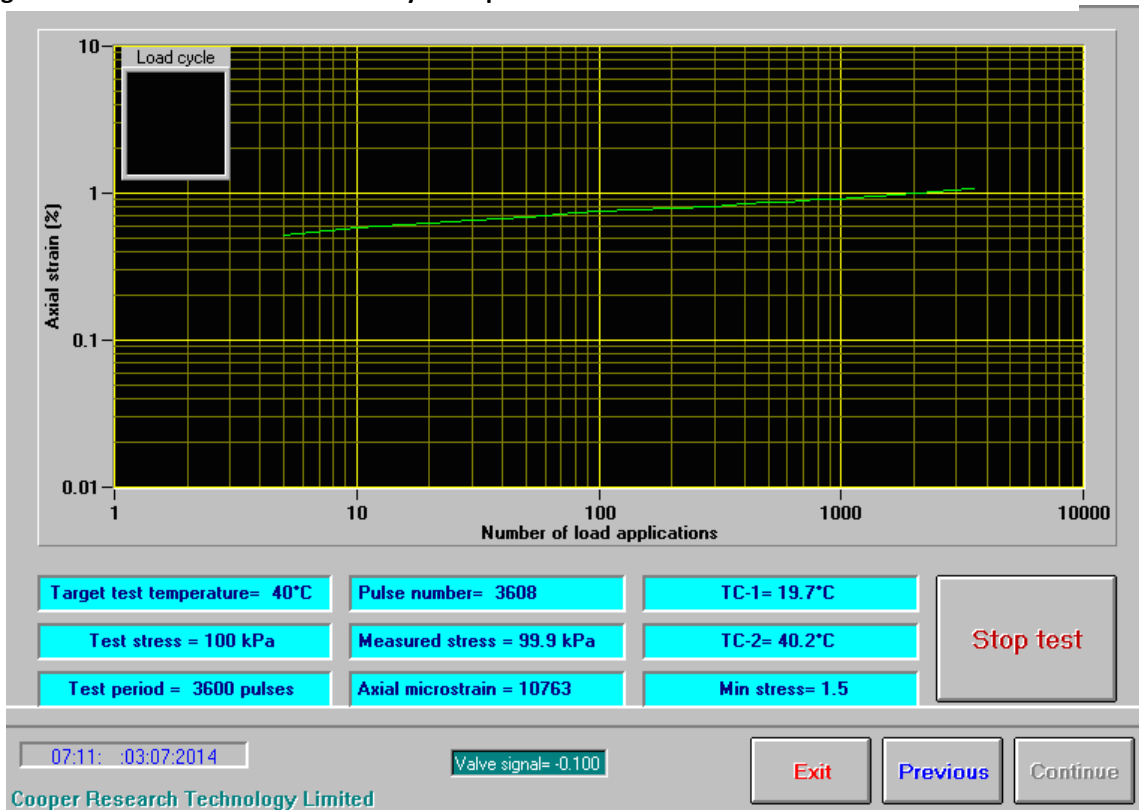 10
Load cycle
1
Axial strain (%)
0.1
0.01
1 10 100 1000 10000
Number of load applications
Target test temperature= 40°C Pulse number= 3608 TC-1= 19.7°C
Test stress = 100 kPa Measured stress = 99.9 kPa TC-2= 40.2°C Stop test
Test period = 3600 pulses Axial microstrain = 10763 Min stress= 1.5
07:11: :03:07:2014 Valve signal= -0.100 Exit Previous Continue
Cooper Research Technology Limited